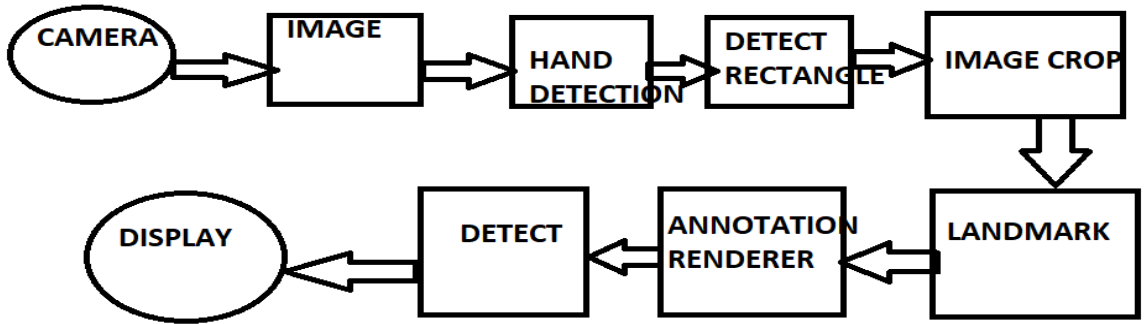 CAMERA
IMAGE
HAND
DETECTION
DETECT
RECTANGLE
IMAGE CROP
LANDMARK
ANNOTATION
RENDERER
DETECT
DISPLAY